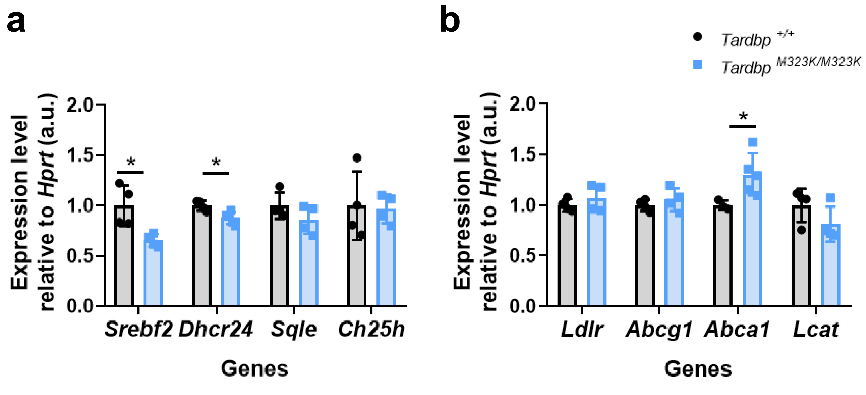 a
Expression level
relative to Hprt (a.u.)
2.0
1.5
1.0
0.5
0.0
*
*
Srebf2 Dhcr24 Sqle Ch25h
Genes
b
Tardbp +/+
Tardbp M323K/M323K
Expression level
relative to Hprt (a.u.)
2.0
1.5
1.0
0.5
0.0
*
Ldlr Abcg1 Abca1 Lcat
Genes